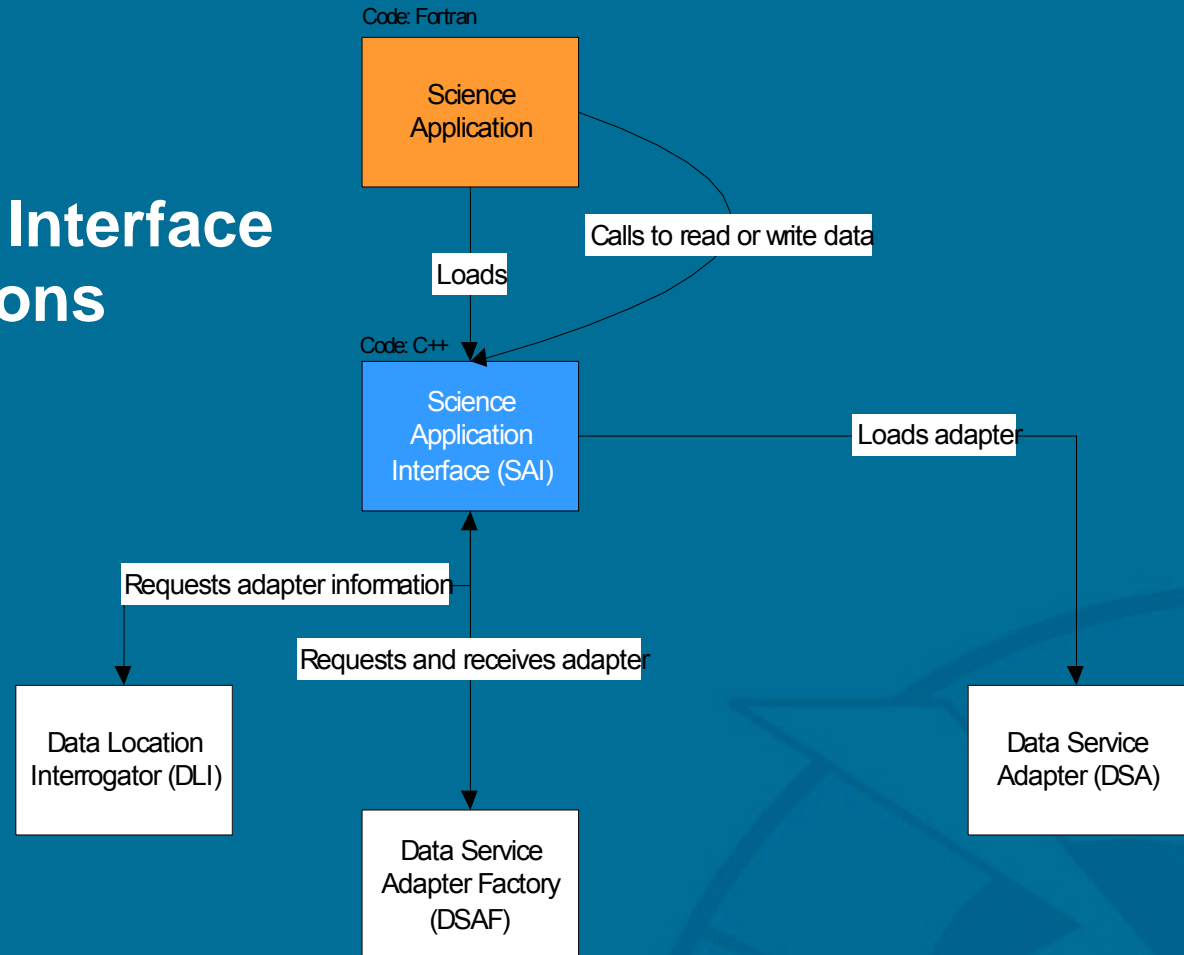 Code: Fortran
Science
Application
Interface
ons
Calls to read or write data
Loads
Code: C++
Science
Application
Interface (SAI)
Loads adapter
Requests adapter information
Requests and receives adapter
Data Location
Interrogator (DLI)
Data Service
Adapter (DSA)
Data Service
Adapter Factory
(DSAF)